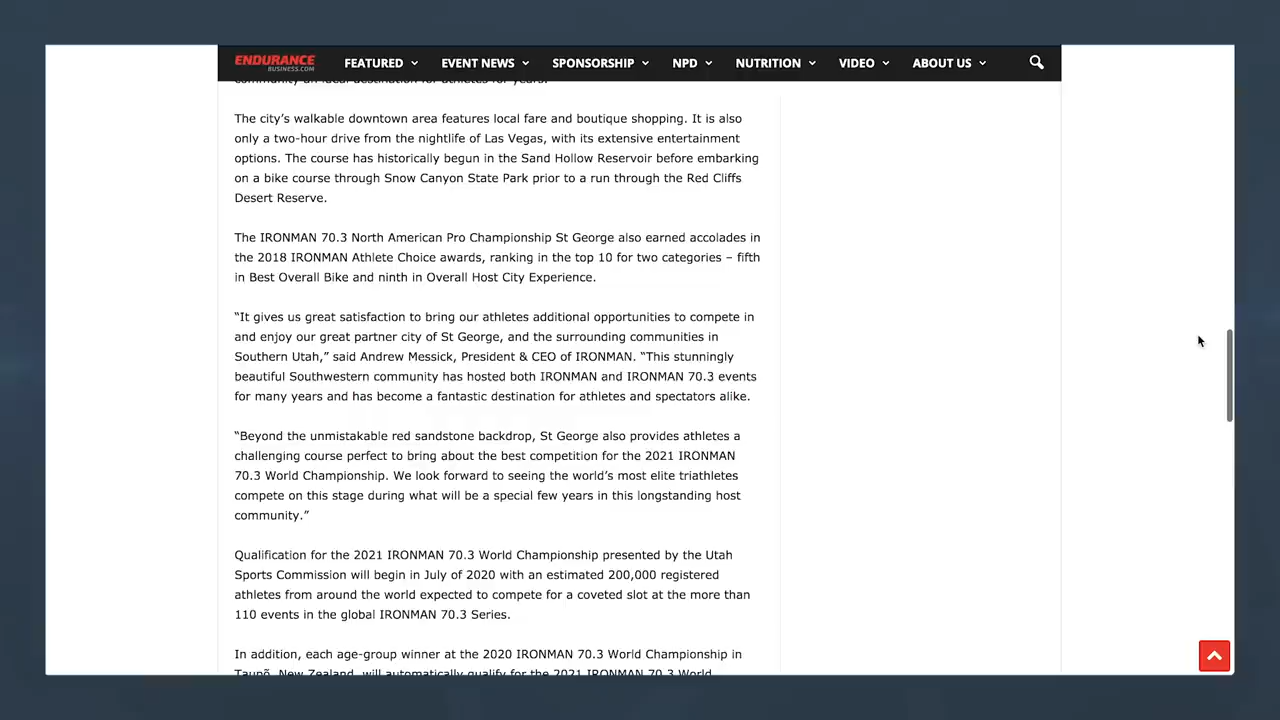 ENDURANCE
BUSINESS.COM
FEATURED
EVENT NEWS
SPONSORSHIP
NPD
NUTRITION
VIDEO
ABOUT US
The city’s walkable downtown area features local fare and boutique shopping. It is also
only a two-hour drive from the nightlife of Las Vegas, with its extensive entertainment
options. The course has historically begun in the Sand Hollow Reservoir before embarking
on a bike course through Snow Canyon State Park prior to a run through the Red Cliffs
Desert Reserve.
The IRONMAN 70.3 North American Pro Championship St George also earned accolades in
the 2018 IRONMAN Athlete Choice awards, ranking in the top 10 for two categories – fifth
in Best Overall Bike and ninth in Overall Host City Experience.
“It gives us great satisfaction to bring our athletes additional opportunities to compete in
and enjoy our great partner city of St George, and the surrounding communities in
Southern Utah,” said Andrew Messick, President & CEO of IRONMAN. “This stunningly
beautiful Southwestern community has hosted both IRONMAN and IRONMAN 70.3 events
for many years and has become a fantastic destination for athletes and spectators alike.
“Beyond the unmistakable red sandstone backdrop, St George also provides athletes a
challenging course perfect to bring about the best competition for the 2021 IRONMAN
70.3 World Championship. We look forward to seeing the world’s most elite triathletes
compete on this stage during what will be a special few years in this longstanding host
community.”
Qualification for the 2021 IRONMAN 70.3 World Championship presented by the Utah
Sports Commission will begin in July of 2020 with an estimated 200,000 registered
athletes from around the world expected to compete for a coveted slot at the more than
110 events in the global IRONMAN 70.3 Series.
In addition, each age-group winner at the 2020 IRONMAN 70.3 World Championship in
Taupō, New Zealand, will automatically qualify for the 2021 IRONMAN 70.3 World